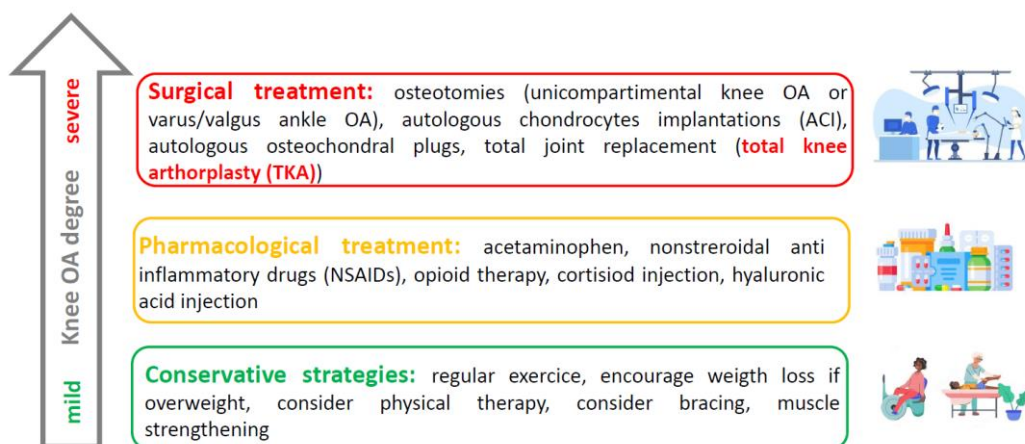 Knee OA degree
severe
mild
Surgical treatment: osteotomies (unicompartimental knee OA or
varus/valgus ankle OA), autologous chondrocytes implantations (ACI),
autologous osteochondral plugs, total joint replacement (total knee
arthorplasty (TKA))
Pharmacological treatment: acetaminophen, nonstreroidal anti
inflammatory drugs (NSAIDs), opioid therapy, cortisiod injection, hyaluronic
acid injection
Conservative strategies: regular exercice, encourage weigth loss if
overweight, consider physical therapy, consider bracing, muscle
strengthening